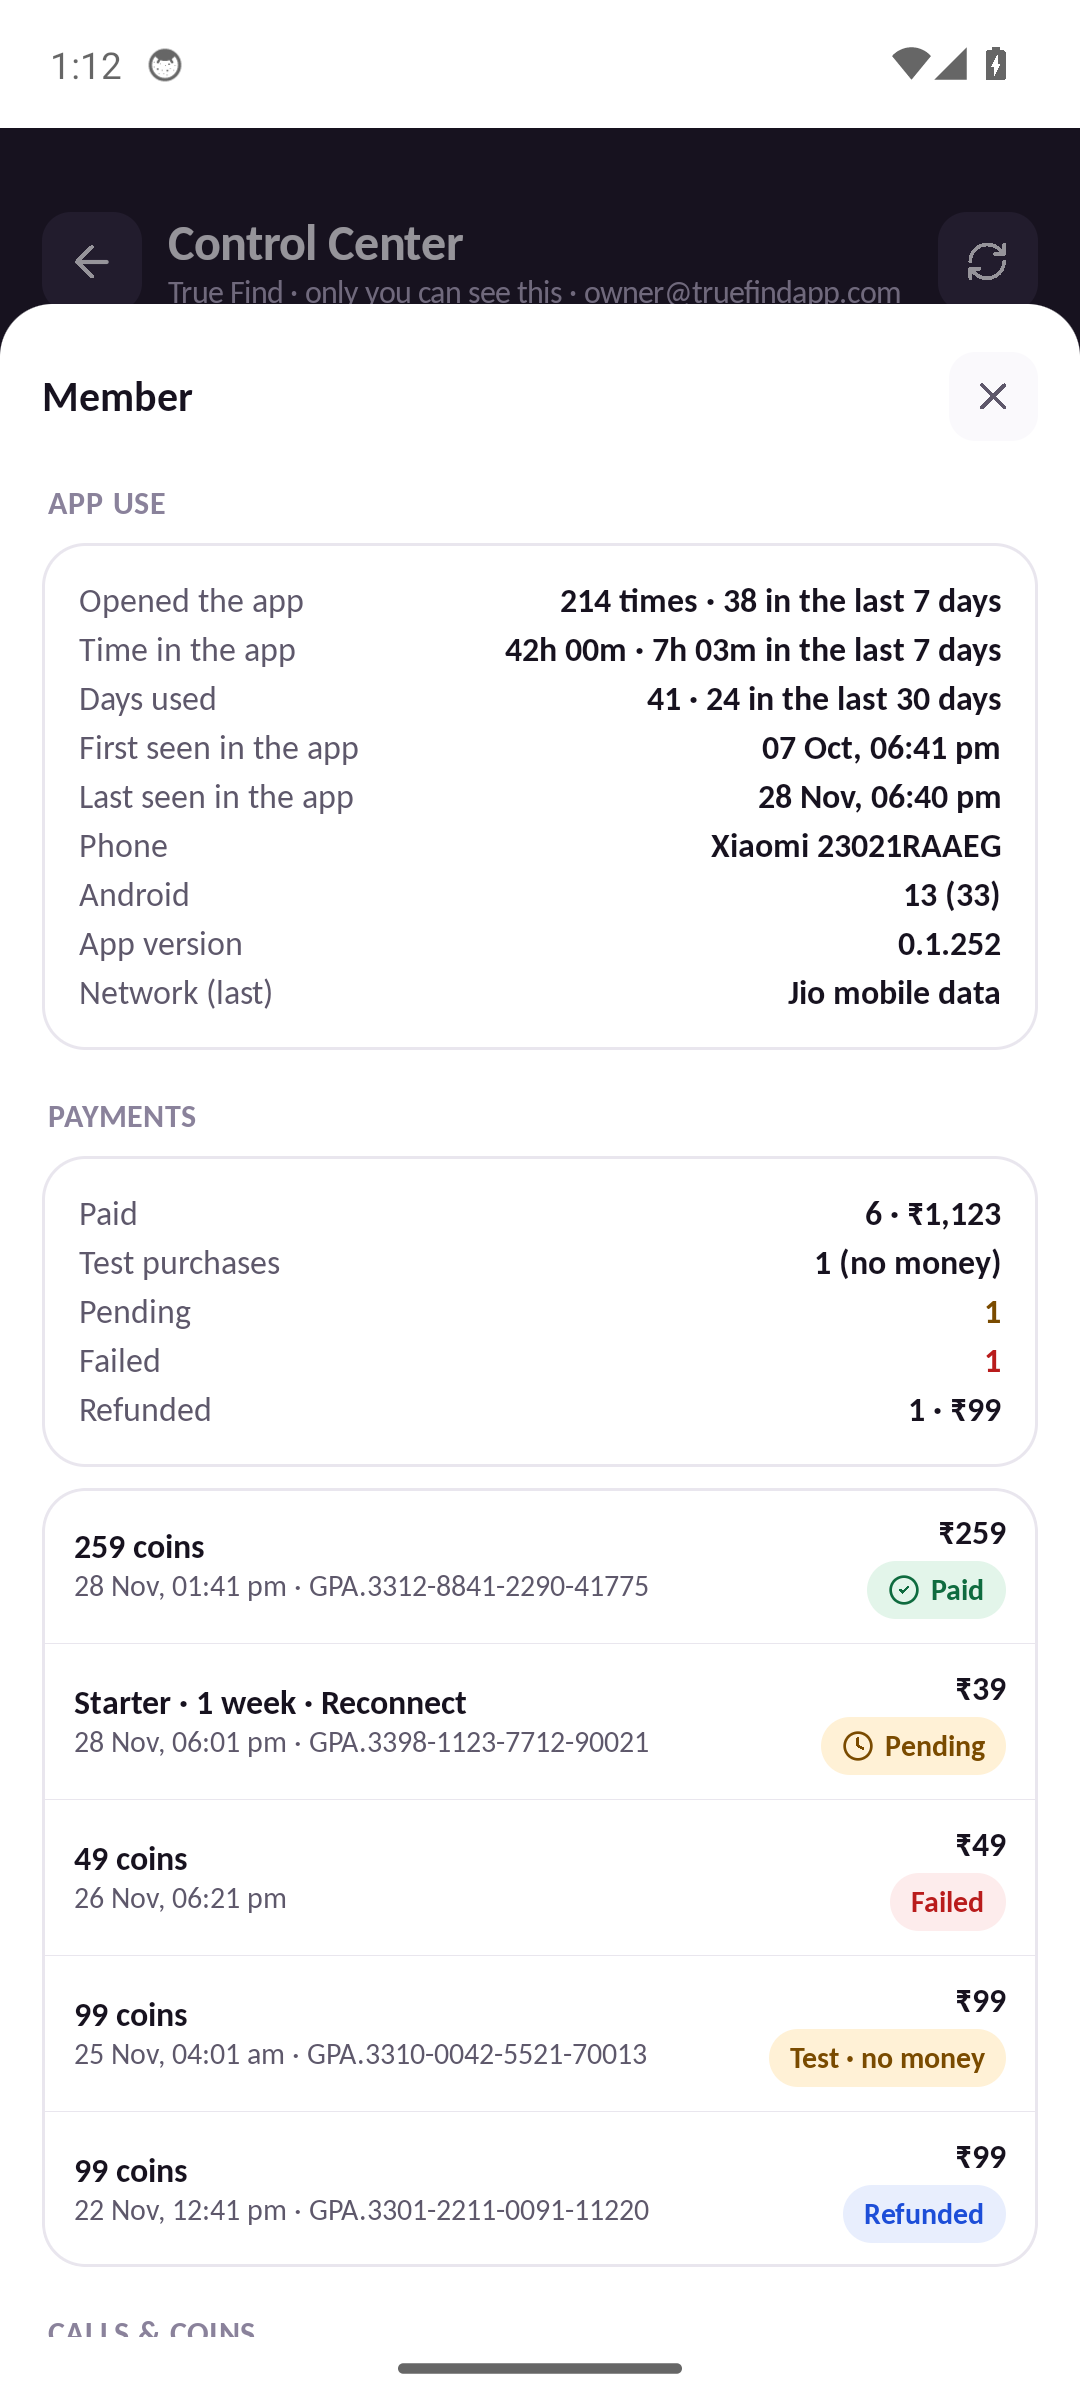 1:12
Control Center
True Find · only you can see this · owner@truefindapp.com
Member
APP USE
Opened the app 214 times · 38 in the last 7 days
Time in the app 42h 00m · 7h 03m in the last 7 days
Days used 41 · 24 in the last 30 days
First seen in the app 07 Oct, 06:41 pm
Last seen in the app 28 Nov, 06:40 pm
Phone Xiaomi 23021RAAEG
Android 13 (33)
App version 0.1.252
Network (last) Jio mobile data
PAYMENTS
Paid 6 · ₹1,123
Test purchases 1 (no money)
Pending 1
Failed 1
Refunded 1 · ₹99
259 coins ₹259
28 Nov, 01:41 pm · GPA.3312-8841-2290-41775 Paid
Starter · 1 week · Reconnect ₹39
28 Nov, 06:01 pm · GPA.3398-1123-7712-90021 Pending
49 coins ₹49
26 Nov, 06:21 pm Failed
99 coins ₹99
25 Nov, 04:01 am · GPA.3310-0042-5521-70013 Test · no money
99 coins ₹99
22 Nov, 12:41 pm · GPA.3301-2211-0091-11220 Refunded
CALLS & COINS